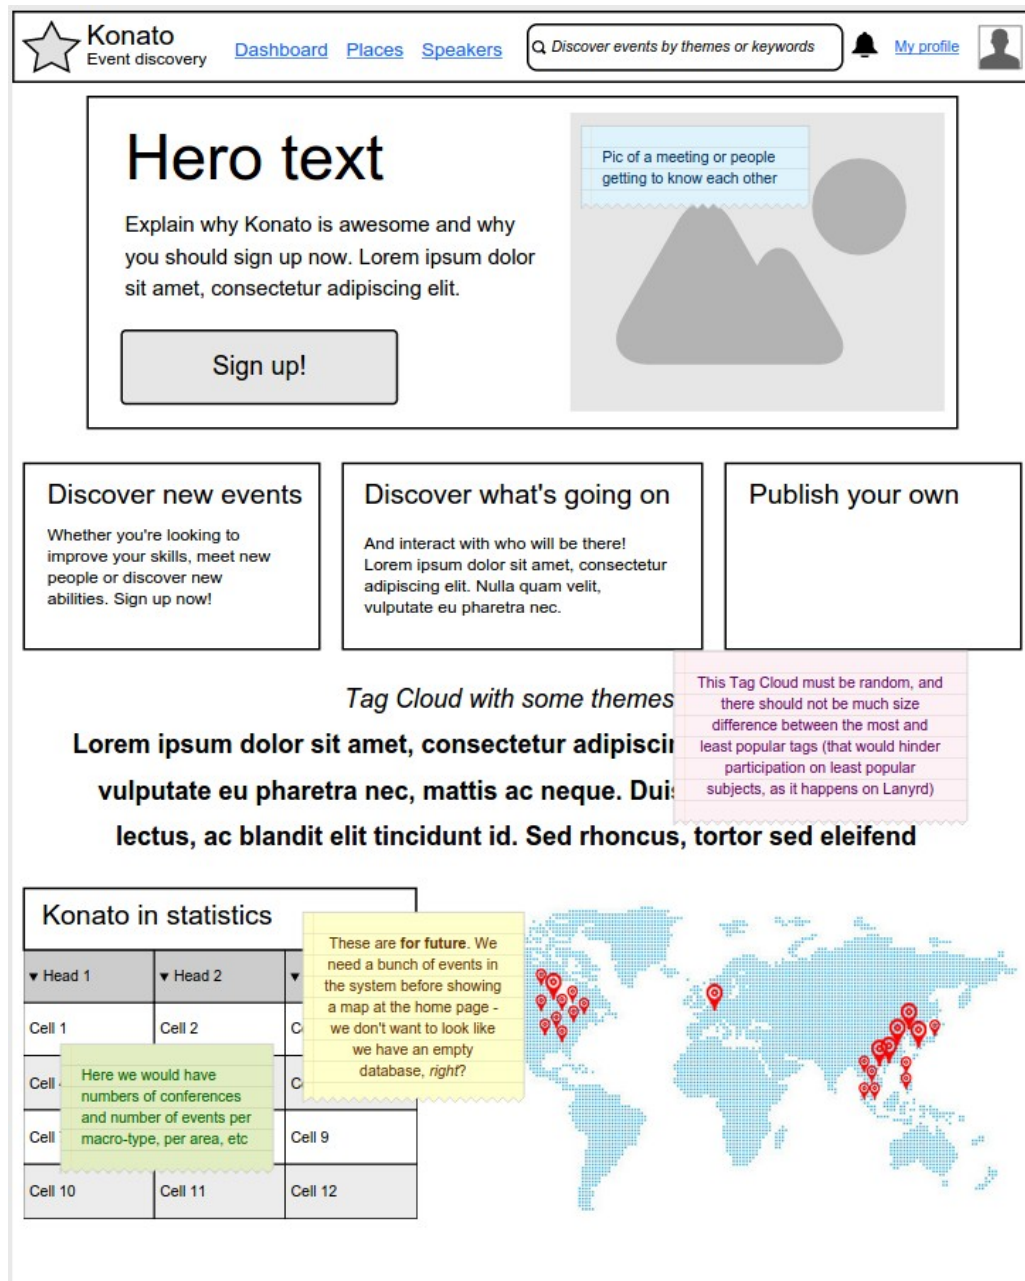 Konato
Event discovery
Dashboard Places Speakers
Discover events by themes or keywords
My profile
Hero text
Explain why Konato is awesome and why
you should sign up now. Lorem ipsum dolor
sit amet, consectetur adipiscing elit.
Sign up!
Pic of a meeting or people
getting to know each other
Discover new events
Whether you're looking to
improve your skills, meet new
people or discover new
abilities. Sign up now!
Discover what's going on
And interact with who will be there!
Lorem ipsum dolor sit amet, consectetur
adipiscing elit. Nulla quam velit,
vulputate eu pharetra nec.
Publish your own
Tag Cloud with some themes
Lorem ipsum dolor sit amet, consectetur
vulputate eu pharetra nec, mattis ac neque.
lectus, ac blandit elit tincidunt id. Sed rhoncus, tortor sed eleifend
This Tag Cloud must be random, and
there should not be much size
difference between the most and
least popular tags (that would hinder
participation on least popular
subjects, as it happens on Lanyrd)
Konato in statistics
▾ Head 1 ▾ Head 2 ▾
Cell 1 Cell 2
Cell
Cell Cell 9
Cell 10 Cell 11 Cell 12
Here we would have
numbers of conferences
and number of events per
macro-type, per area, etc
These are for future. We
need a bunch of events in
the system before showing
a map at the home page -
we don't want to look like
we have an empty
database, right?